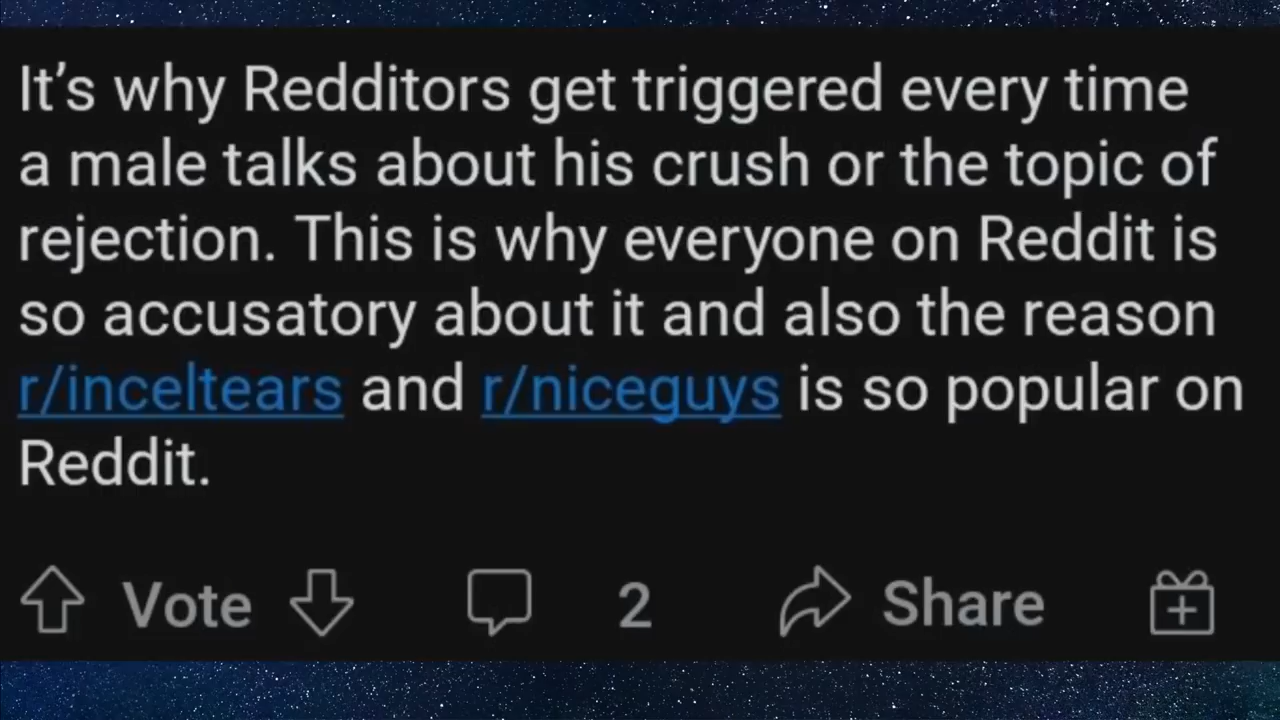 It’s why Redditors get triggered every time
a male talks about his crush or the topic of
rejection. This is why everyone on Reddit is
so accusatory about it and also the reason
r/inceltears and r/niceguys is so popular on
Reddit.
Vote 2 Share